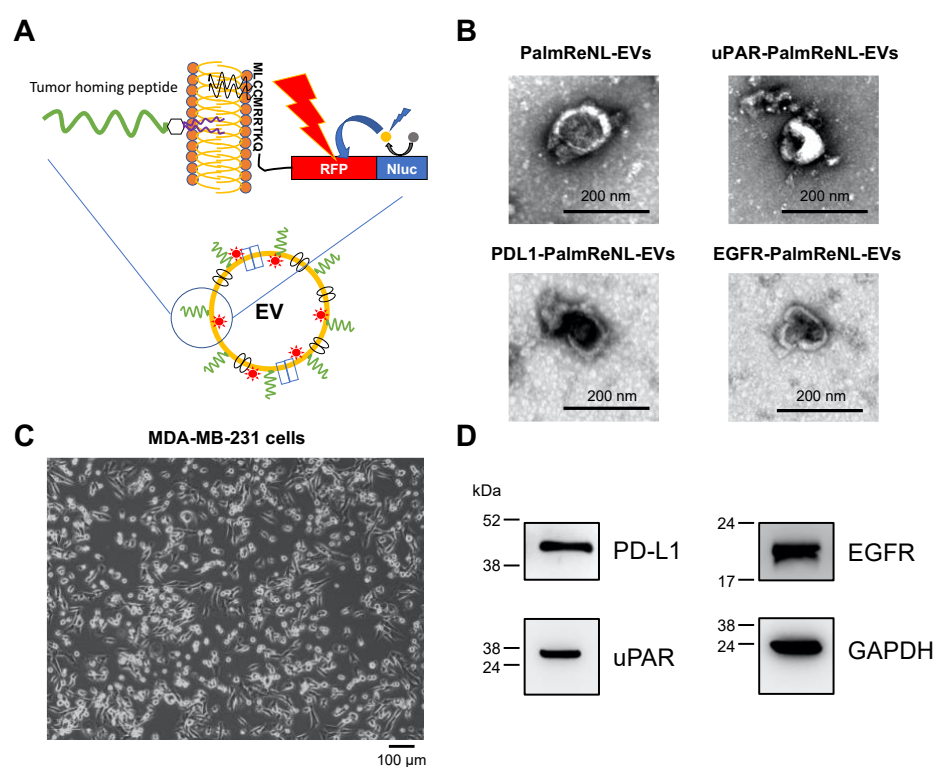 A
Tumor homing peptide
MLCCMRRTKQ
RFP
Nluc
EV
B
PalmReNL-EVs
uPAR-PalmReNL-EVs
200 nm
200 nm
PDL1-PalmReNL-EVs
EGFR-PalmReNL-EVs
200 nm
200 nm
C
MDA-MB-231 cells
100 µm
D
kDa
52
38
PD-L1
24
17
EGFR
38
24
uPAR
38
24
GAPDH